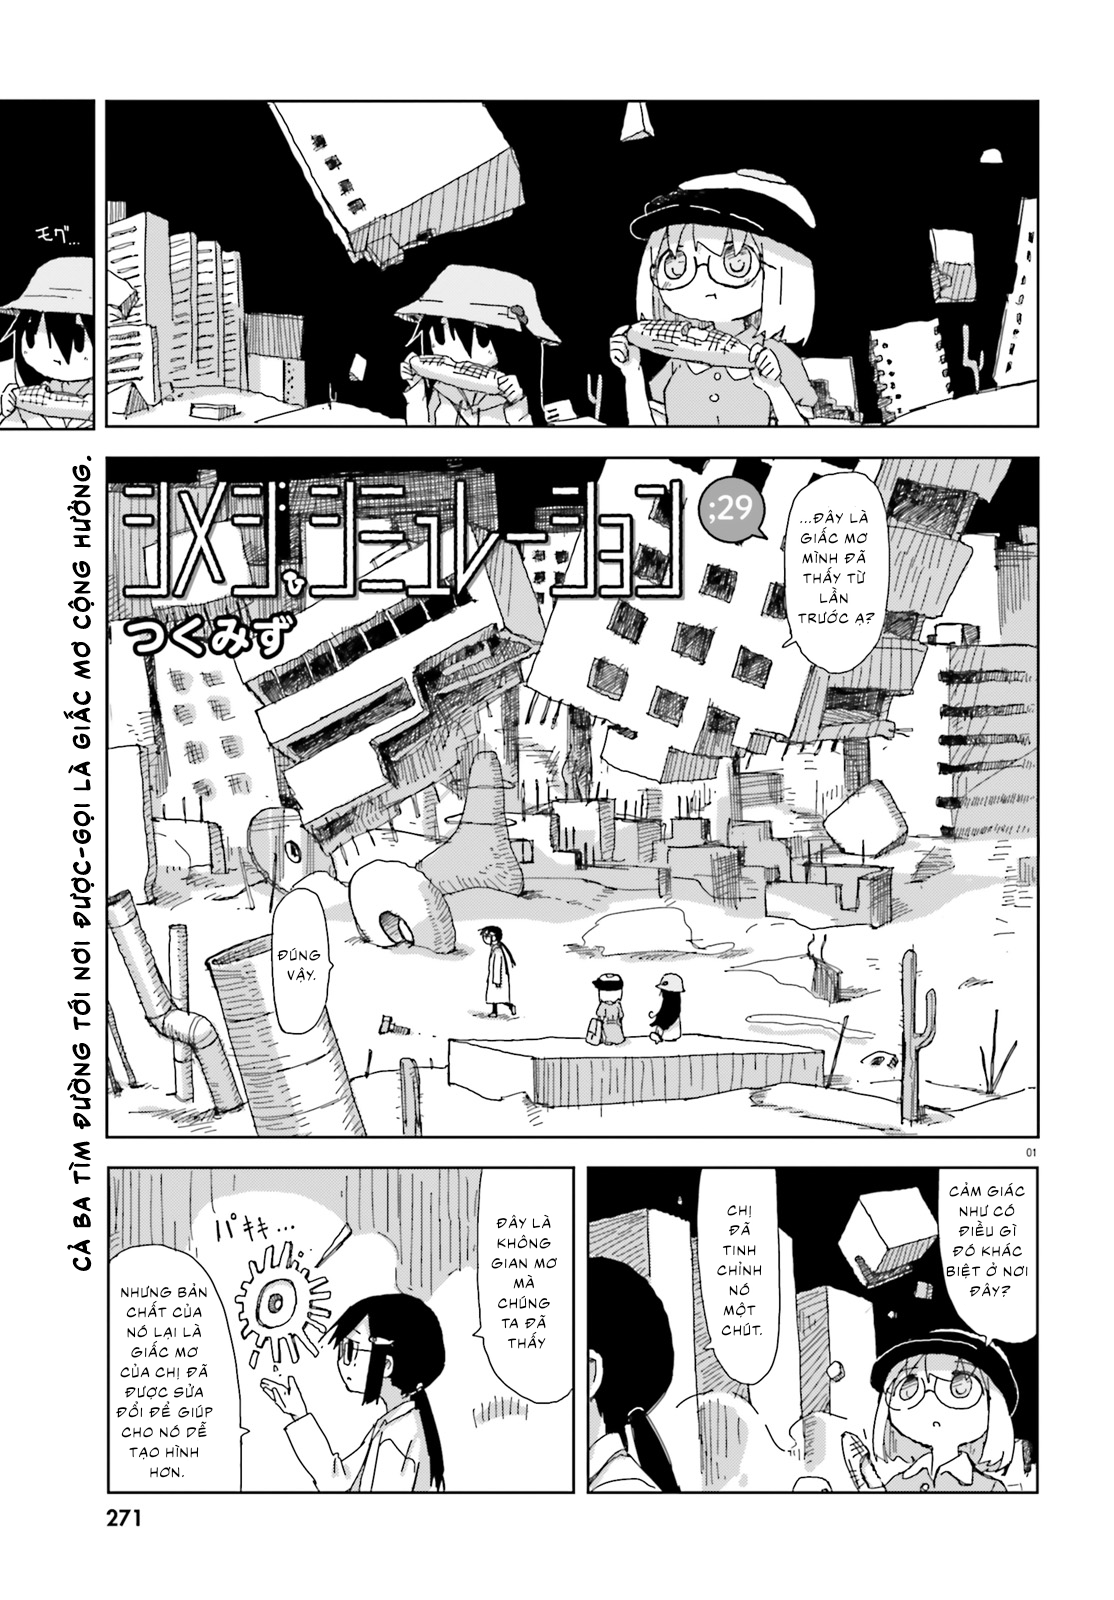 モグ…
シメジシミュレーション
;29
つくみず
...ĐÂY LÀ
GIẤC MƠ
MÌNH ĐÃ
THẤY TỪ
LẦN
TRƯỚC Ạ?
ĐÚNG
VẬY.
CẢ BA TÌM ĐƯỜNG TỚI NƠI ĐƯỢC-GỌI LÀ GIẤC MƠ CỘNG HƯỞNG.
01
CẢM GIÁC
NHƯ CÓ
ĐIỀU GÌ
ĐÓ KHÁC
BIỆT Ở NƠI
ĐÂY?
CHỊ
ĐÃ
TINH
CHỈNH
NÓ
MỘT
CHÚT.
ĐÂY LÀ
KHÔNG
GIAN MƠ
MÀ
CHÚNG
TA ĐÃ
THẤY
パキキ…
NHƯNG BẢN
CHẤT CỦA
NÓ LẠI LÀ
GIẤC MƠ
CỦA CHỊ ĐÃ
ĐƯỢC SỬA
ĐỔI ĐỂ GIÚP
CHO NÓ DỄ
TẠO HÌNH
HƠN.
271